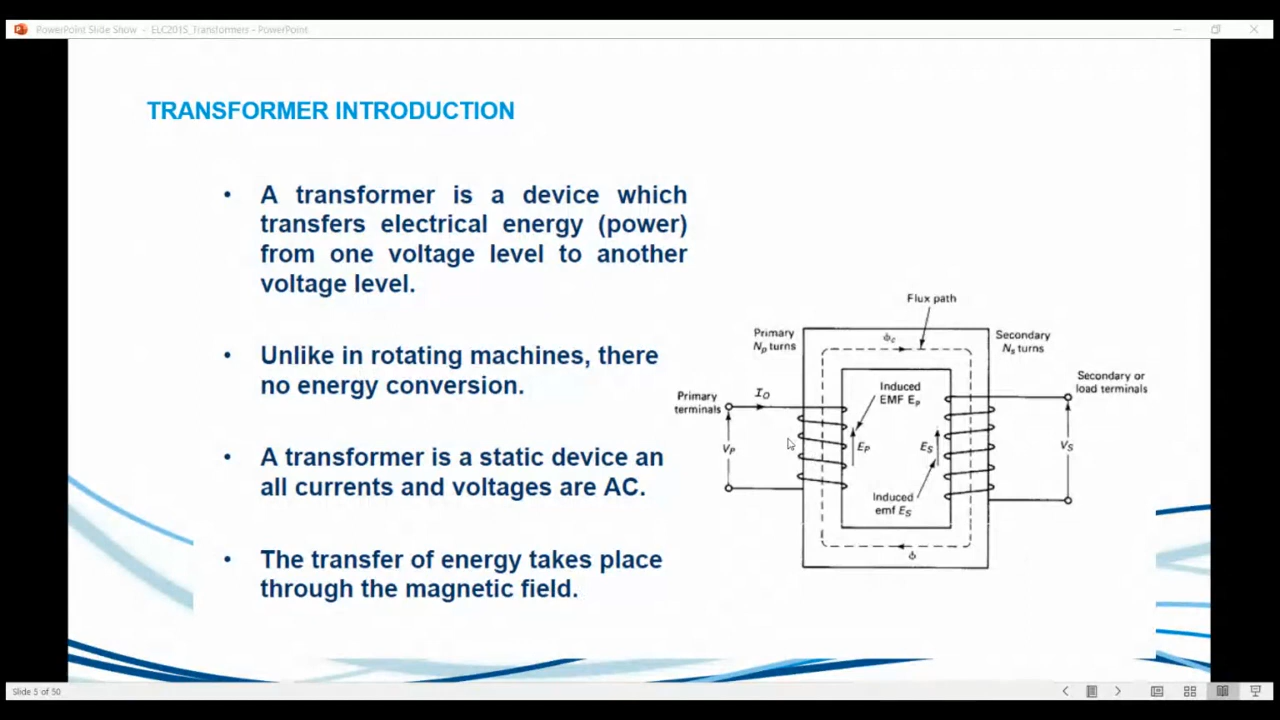 PowerPoint Slide Show - ELC201S_Transformers - PowerPoint
TRANSFORMER INTRODUCTION
• A transformer is a device which
transfers electrical energy (power)
from one voltage level to another
voltage level.
• Unlike in rotating machines, there
no energy conversion.
• A transformer is a static device an
all currents and voltages are AC.
• The transfer of energy takes place
through the magnetic field.
Flux path
Primary
Np turns
ϕc
Secondary
Ns turns
Secondary or
load terminals
Primary
terminals
IO
Induced
EMF Ep
VP
EP
ES
VS
Induced
emf ES
ϕ
Slide 5 of 50